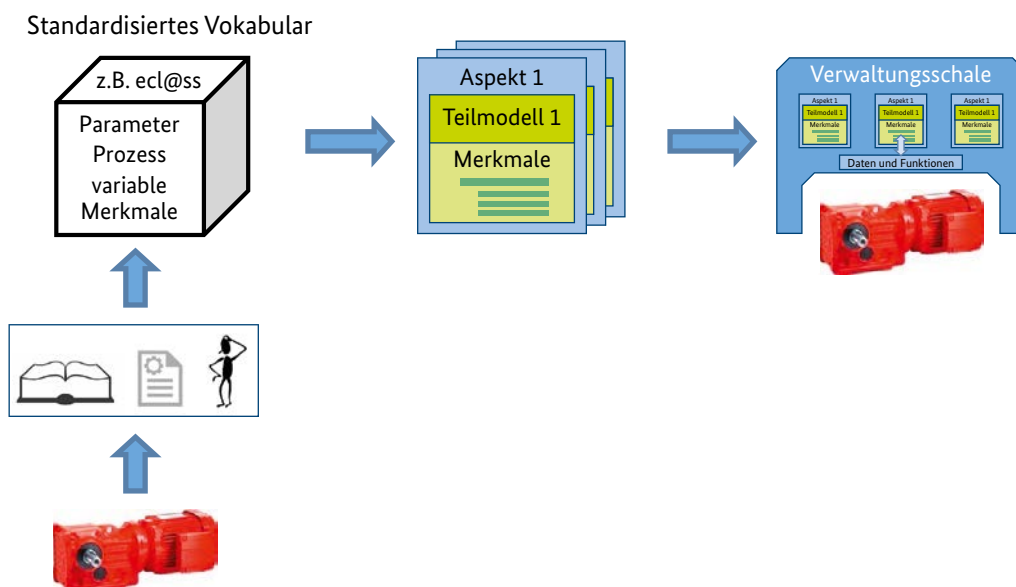 Standardisiertes Vokabular
z.B. ecl@ss
Parameter
Prozess
variable
Merkmale
Aspekt 1
Teilmodell 1
Merkmale
Verwaltungsschale
Aspekt 1
Teilmodell 1
Merkmale
Aspekt 1
Teilmodell 1
Merkmale
Aspekt 1
Teilmodell 1
Merkmale
Daten und Funktionen